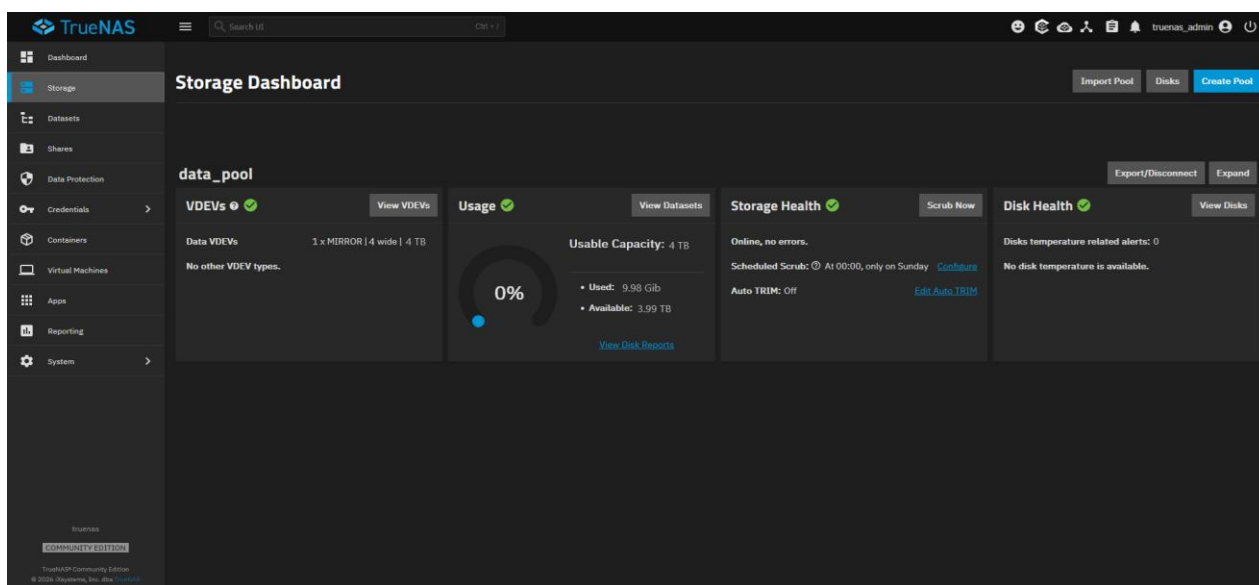 TrueNAS
Search UI
Ctrl + /
truenas_admin
Dashboard
Storage
Datasets
Shares
Data Protection
Credentials
Containers
Virtual Machines
Apps
Reporting
System
truenas
COMMUNITY EDITION
TrueNAS® Community Edition
© 2026 iXsystems, Inc. dba TrueNAS
Storage Dashboard
Import Pool
Disks
Create Pool
data_pool
Export/Disconnect
Expand
VDEVs
View VDEVs
Data VDEVs 1 x MIRROR | 4 wide | 4 TB
No other VDEV types.
Usage
View Datasets
0%
Usable Capacity: 4 TB
• Used: 9.98 Gib
• Available: 3.99 TB
View Disk Reports
Storage Health
Scrub Now
Online, no errors.
Scheduled Scrub: At 00:00, only on Sunday Configure
Auto TRIM: Off Edit Auto TRIM
Disk Health
View Disks
Disks temperature related alerts: 0
No disk temperature is available.